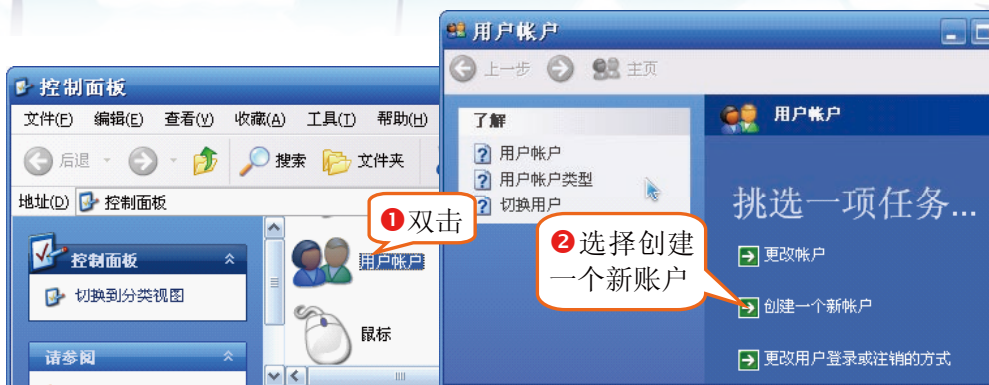 控制面板
文件(F) 编辑(E) 查看(V) 收藏(A) 工具(T) 帮助(H)
后退 搜索 文件夹
地址(D) 控制面板
控制面板
切换到分类视图
请参阅
用户帐户
鼠标
❶双击
用户帐户
上一步 主页
了解
用户帐户
用户帐户类型
切换用户
❷选择创建
一个新账户
用户帐户
挑选一项任务...
更改帐户
创建一个新帐户
更改用户登录或注销的方式